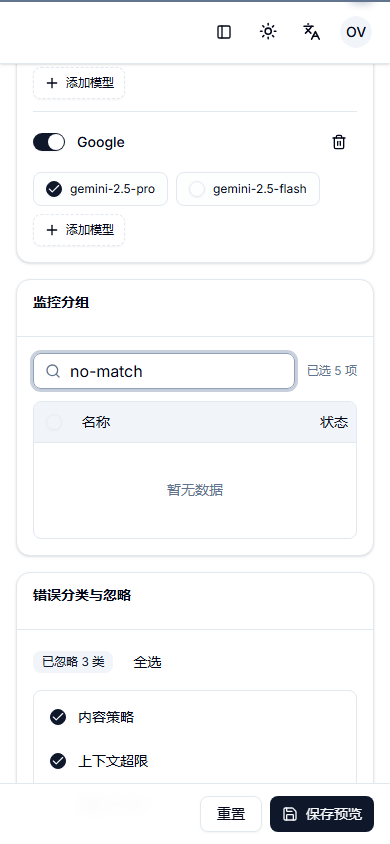 OV
添加模型
Google
gemini-2.5-pro
gemini-2.5-flash
添加模型
监控分组
no-match
已选 5 项
名称
状态
暂无数据
错误分类与忽略
已忽略 3 类
全选
内容策略
上下文超限
重置
保存预览